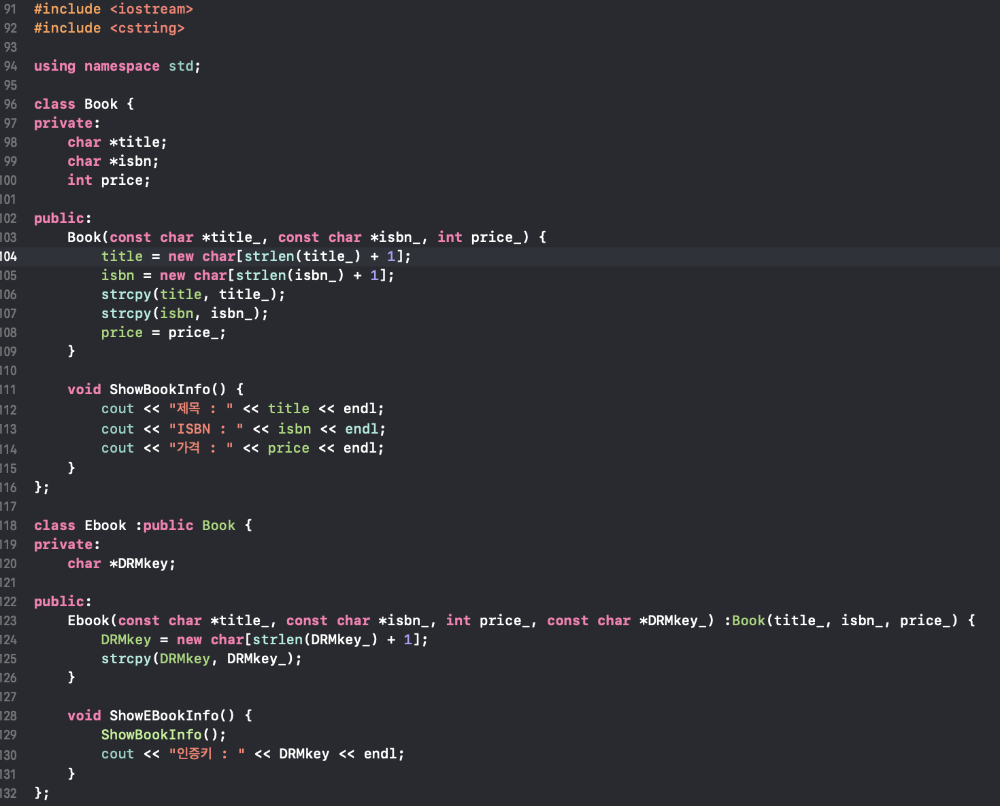 91 #include <iostream>
92 #include <cstring>
93
94 using namespace std;
95
96 class Book {
97 private:
98     char *title;
99     char *isbn;
100     int price;
101
102 public:
103     Book(const char *title_, const char *isbn_, int price_) {
104         title = new char[strlen(title_) + 1];
105         isbn = new char[strlen(isbn_) + 1];
106         strcpy(title, title_);
107         strcpy(isbn, isbn_);
108         price = price_;
109     }
110
111     void ShowBookInfo() {
112         cout << "제목 : " << title << endl;
113         cout << "ISBN : " << isbn << endl;
114         cout << "가격 : " << price << endl;
115     }
116 };
117
118 class Ebook :public Book {
119 private:
120     char *DRMkey;
121
122 public:
123     Ebook(const char *title_, const char *isbn_, int price_, const char *DRMkey_) :Book(title_, isbn_, price_) {
124         DRMkey = new char[strlen(DRMkey_) + 1];
125         strcpy(DRMkey, DRMkey_);
126     }
127
128     void ShowEBookInfo() {
129         ShowBookInfo();
130         cout << "인증키 : " << DRMkey << endl;
131     }
132 };